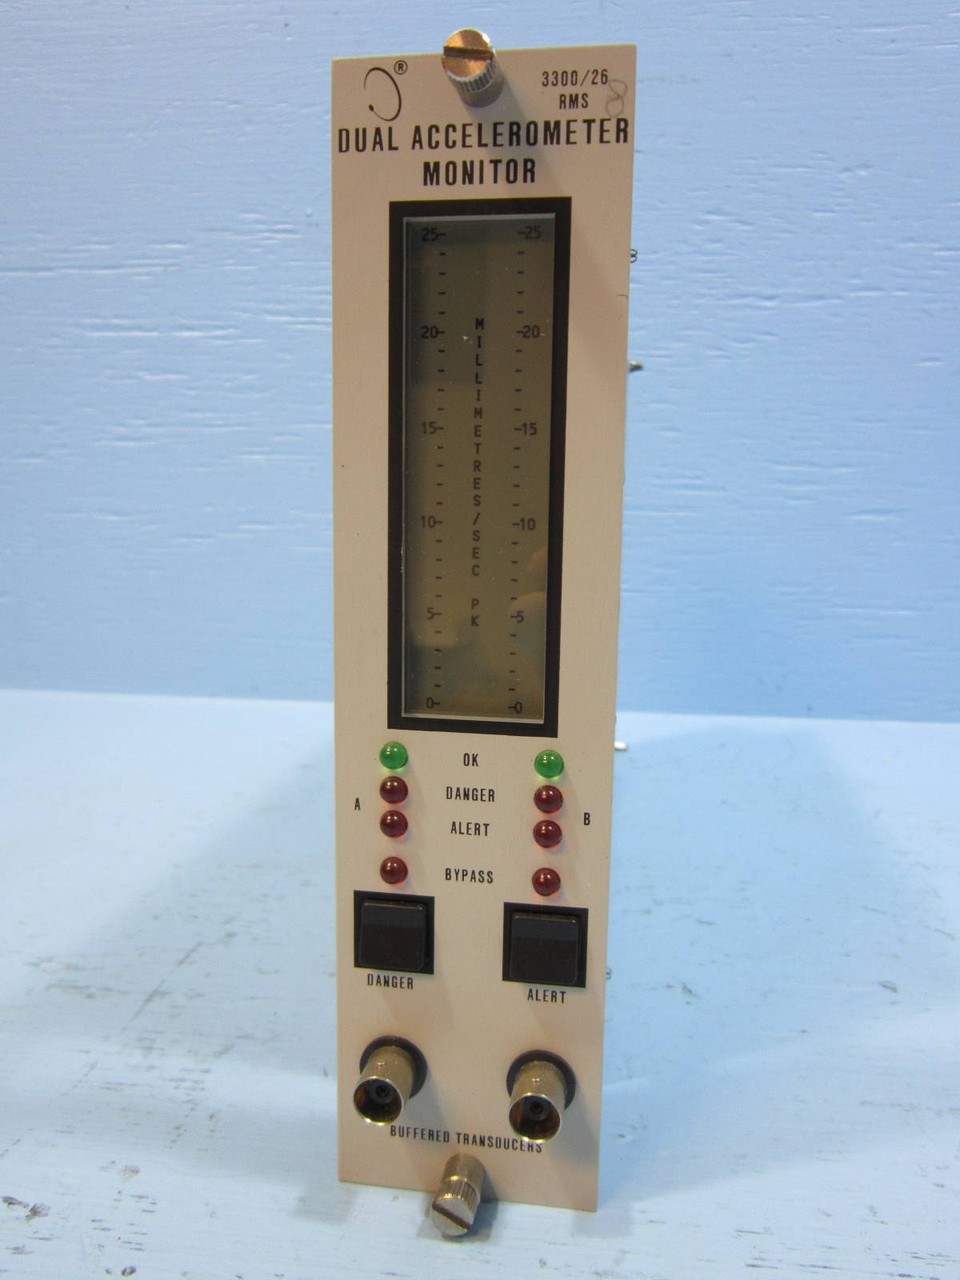 ®
3300/26
RMS
8
DUAL ACCELEROMETER
MONITOR
25 25
20 20
15 15
10 10
5 5
0 0
MILLIMETRES/SEC PK
OK
DANGER
A B
ALERT
BYPASS
DANGER
ALERT
BUFFERED TRANSDUCERS